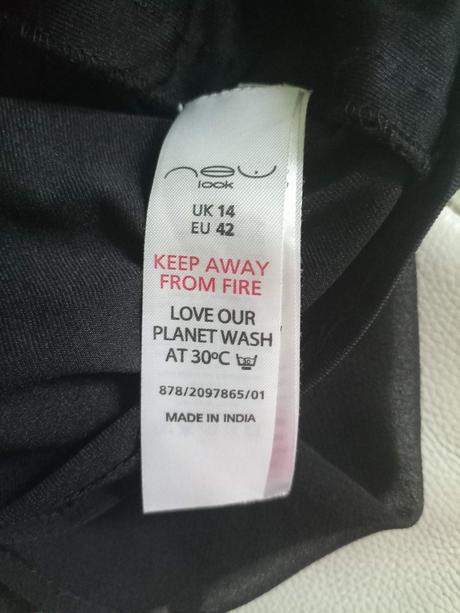 new
look
UK 14
EU 42
KEEP AWAY
FROM FIRE
LOVE OUR
PLANET WASH
AT 30ºC 30
878/2097865/01
MADE IN INDIA